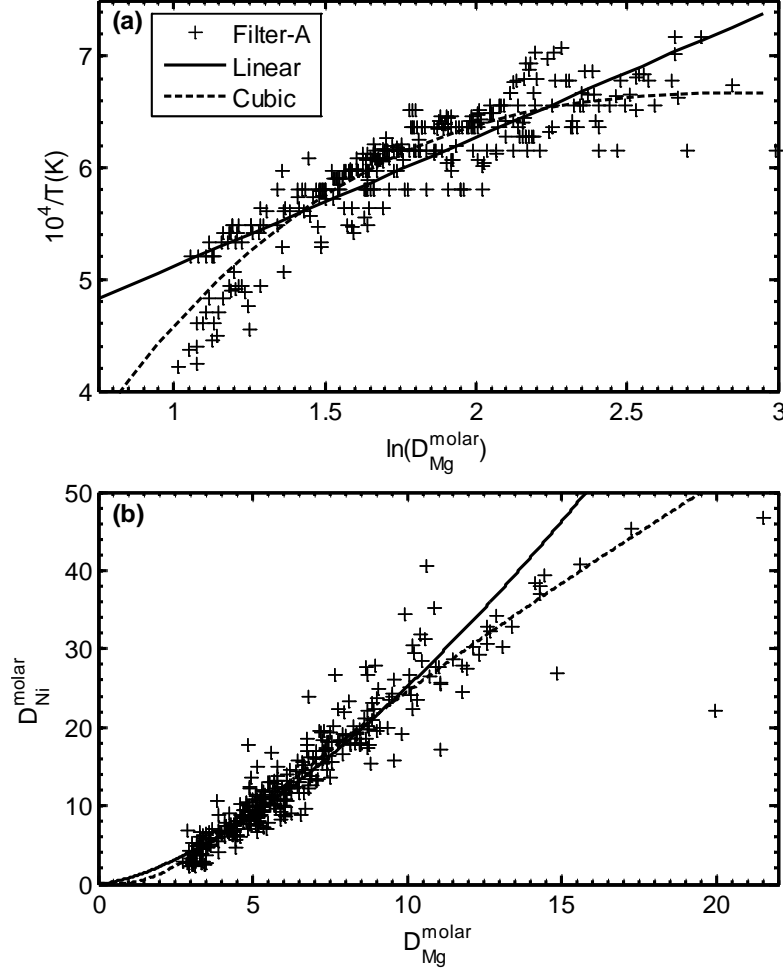 (a)
Filter-A
Linear
Cubic
7
6
5
4
10^4/T(K)
1 1.5 2 2.5 3
ln(D_Mg^molar)
(b)
50
40
30
20
10
0
D_Ni^molar
0 5 10 15 20
D_Mg^molar